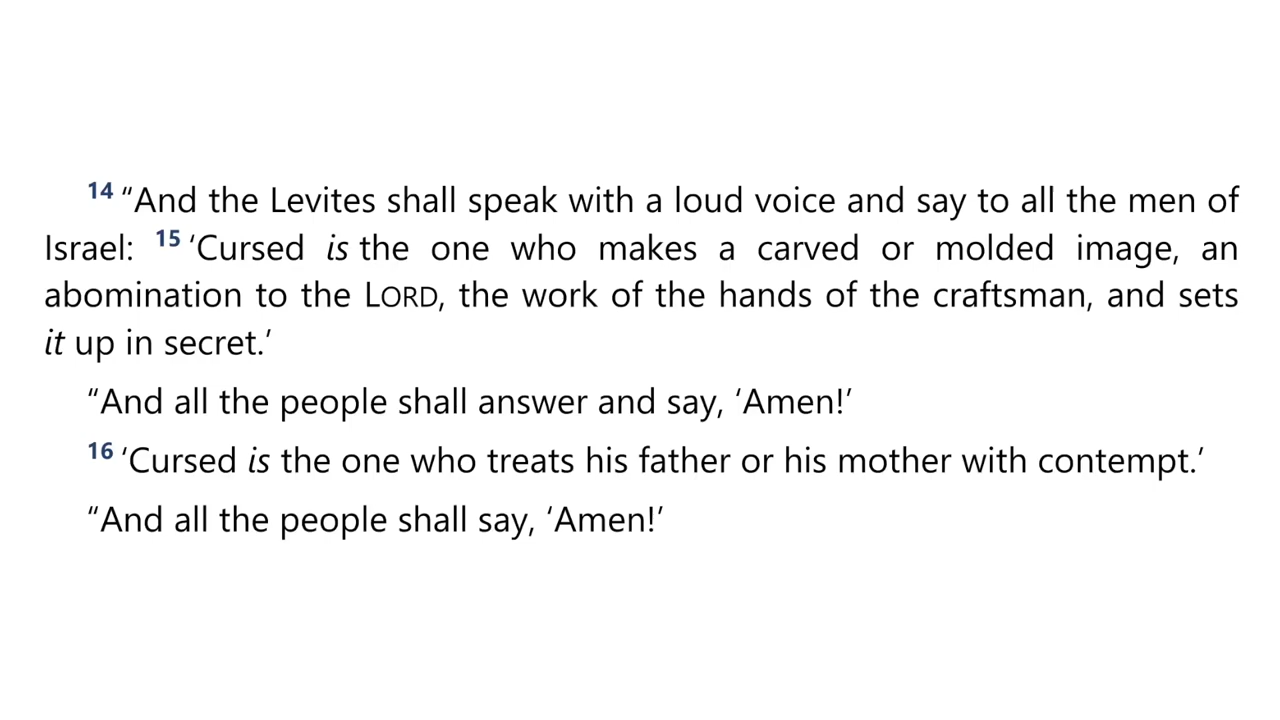 14 “And the Levites shall speak with a loud voice and say to all the men of
Israel: 15 ‘Cursed is the one who makes a carved or molded image, an
abomination to the LORD, the work of the hands of the craftsman, and sets
it up in secret.’
“And all the people shall answer and say, ‘Amen!’
16 ‘Cursed is the one who treats his father or his mother with contempt.’
“And all the people shall say, ‘Amen!’